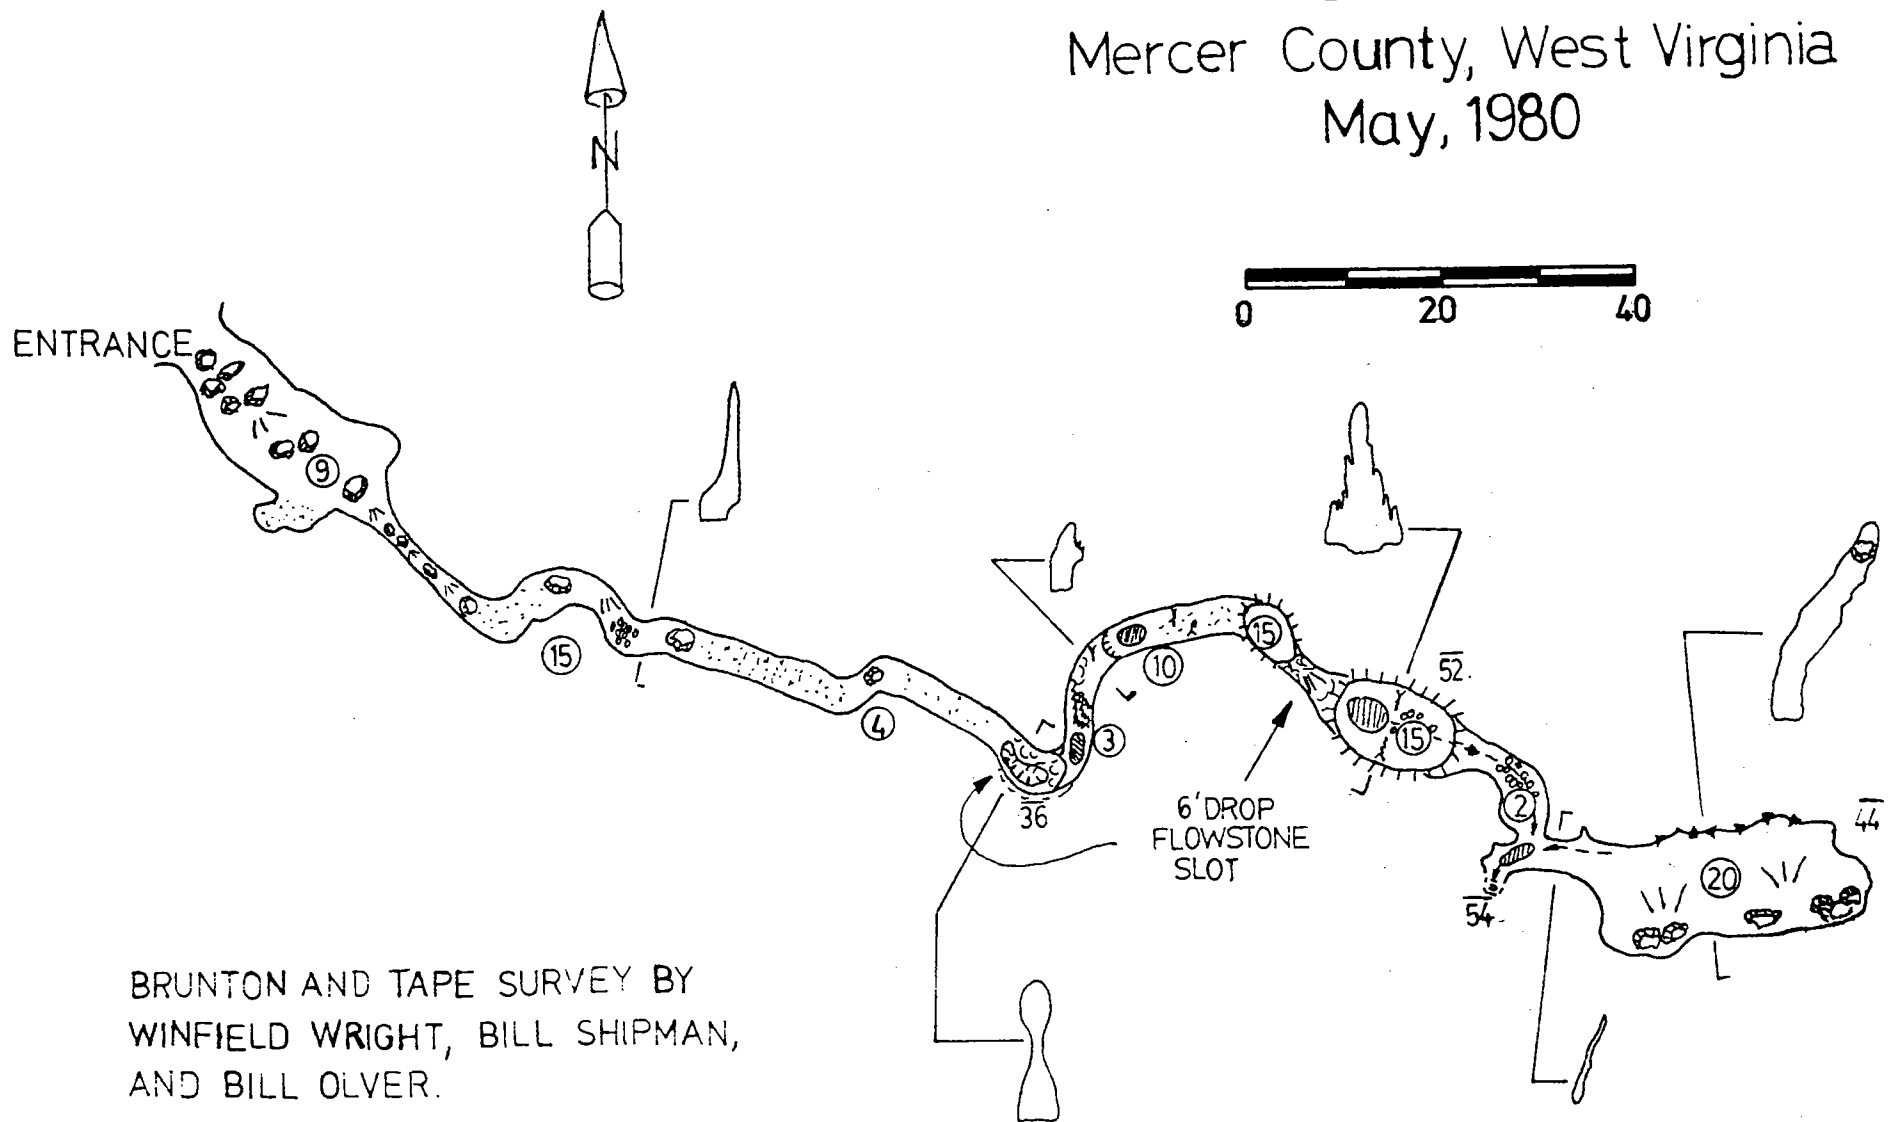 Mercer County, West Virginia
May, 1980
N
0 20 40
ENTRANCE
9
15
4
36
3
10
15
6' DROP
FLOWSTONE
SLOT
52
15
2
54
20
44
BRUNTON AND TAPE SURVEY BY
WINFIELD WRIGHT, BILL SHIPMAN,
AND BILL OLVER.